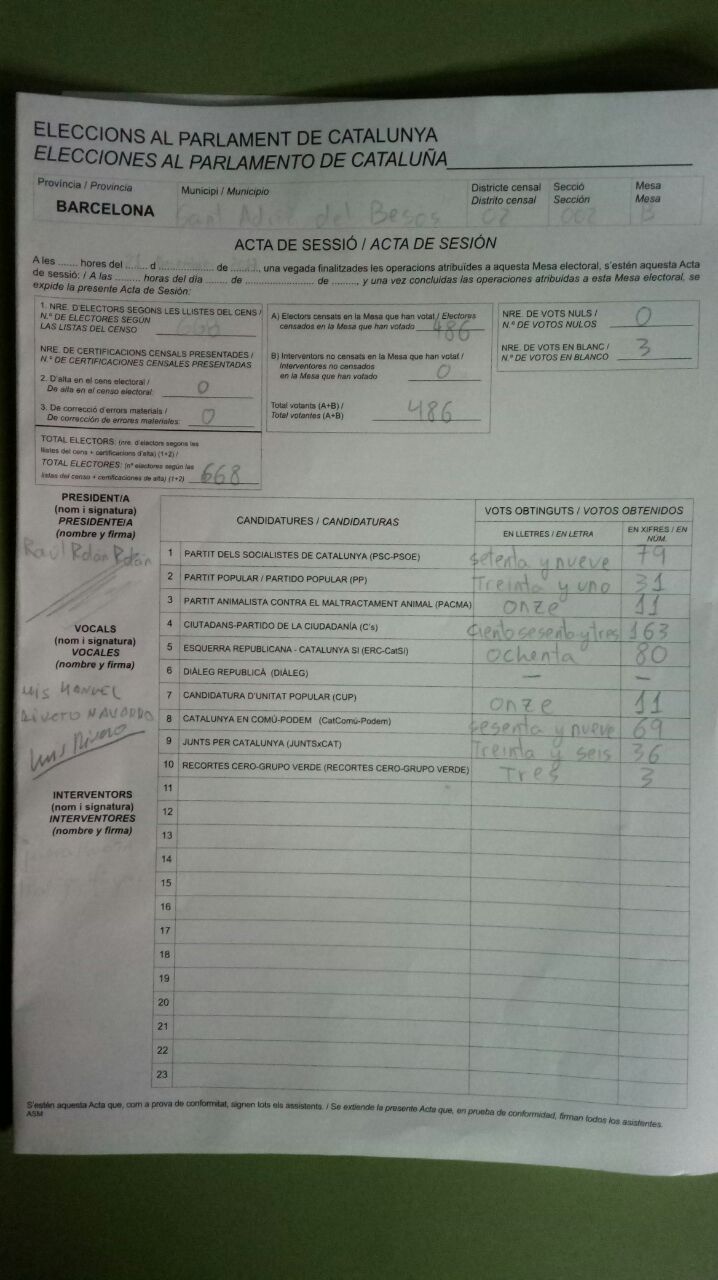 ELECCIONS AL PARLAMENT DE CATALUNYA
ELECCIONES AL PARLAMENTO DE CATALUÑA
Província / Provincia
BARCELONA
Municipi / Municipio
Sant Adrià del Besos
Districte censal
Distrito censal
02
Secció
Sección
002
Mesa
Mesa
B
ACTA DE SESSIÓ / ACTA DE SESIÓN
A les ....... hores del ....... d ......................... de ........., una vegada finalitzades les operacions atribuïdes a aquesta Mesa electoral, s'estén aquesta Acta
de sessió: / A las ......... horas del día ........ de ......................... de ........., y una vez concluidas las operaciones atribuidas a esta Mesa electoral, se
expide la presente Acta de Sesión:
1. NRE. D'ELECTORS SEGONS LES LLISTES DEL CENS /
N.º DE ELECTORES SEGÚN
LAS LISTAS DEL CENSO
NRE. DE CERTIFICACIONS CENSALS PRESENTADES /
N.º DE CERTIFICACIONES CENSALES PRESENTADAS
2. D'alta en el cens electoral /
De alta en el censo electoral: 0
3. De correcció d'errors materials /
De corrección de errores materiales: 0
TOTAL ELECTORS: (nre. d'electors segons les
llistes del cens + certificacions d'alta) (1+2) /
TOTAL ELECTORES: (nº electores según las
listas del censo + certificaciones de alta) (1+2) 668
A) Electors censats en la Mesa que han votat / Electores
censados en la Mesa que han votado 486
B) Interventors no censats en la Mesa que han votat /
Interventores no censados
en la Mesa que han votado 0
Total votants (A+B) /
Total votantes (A+B) 486
NRE. DE VOTS NULS /
N.º DE VOTOS NULOS 0
NRE. DE VOTS EN BLANC /
N.º DE VOTOS EN BLANCO 3
PRESIDENT/A
(nom i signatura)
PRESIDENTE/A
(nombre y firma)
Raúl Rolán Rolán
VOCALS
(nom i signatura)
VOCALES
(nombre y firma)
Luis MANUEL
Rivero NAVARRO
Luis Rivero
INTERVENTORS
(nom i signatura)
INTERVENTORES
(nombre y firma)
CANDIDATURES / CANDIDATURAS
VOTS OBTINGUTS / VOTOS OBTENIDOS
EN LLETRES / EN LETRA
EN XIFRES / EN NÚM.
1 PARTIT DELS SOCIALISTES DE CATALUNYA (PSC-PSOE) setenta y nueve 79
2 PARTIT POPULAR / PARTIDO POPULAR (PP) Treinta y uno 31
3 PARTIT ANIMALISTA CONTRA EL MALTRACTAMENT ANIMAL (PACMA) onze 11
4 CIUTADANS-PARTIDO DE LA CIUDADANÍA (C's) ciento sesenta y tres 163
5 ESQUERRA REPUBLICANA - CATALUNYA SI (ERC-CatSí) ochenta 80
6 DIÀLEG REPUBLICÀ (DIÀLEG) — —
7 CANDIDATURA D'UNITAT POPULAR (CUP) onze 11
8 CATALUNYA EN COMÚ-PODEM (CatComú-Podem) sesenta y nueve 69
9 JUNTS PER CATALUNYA (JUNTSxCAT) Treinta y seis 36
10 RECORTES CERO-GRUPO VERDE (RECORTES CERO-GRUPO VERDE) Tres 3
11
12
13
14
15
16
17
18
19
20
21
22
23
S'estén aquesta Acta que, com a prova de conformitat, signen tots els assistents. / Se extiende la presente Acta que, en prueba de conformidad, firman todos los asistentes.
ASM